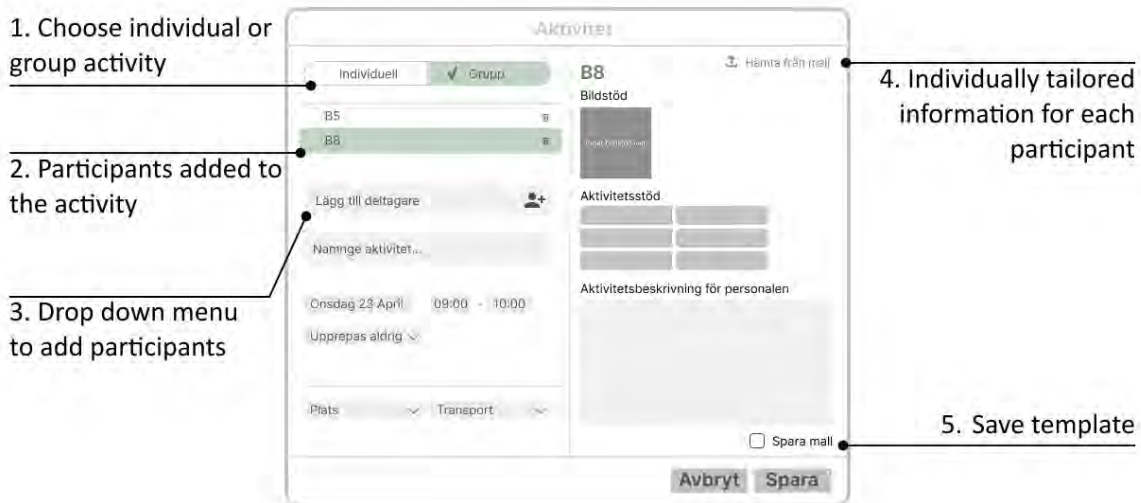 1. Choose individual or
group activity
2. Participants added to
the activity
3. Drop down menu
to add participants
Aktivitet
Individuell
✓ Grupp
B5
B8
Lägg till deltagare
Namnge aktivitet...
Onsdag 23 April
09:00 - 10:00
Upprepas aldrig
Plats
Transport
B8
Hämta från mall
Bildstöd
Aktivitetsstöd
Aktivitetsbeskrivning för personalen
Spara mall
Avbryt
Spara
4. Individually tailored
information for each
participant
5. Save template